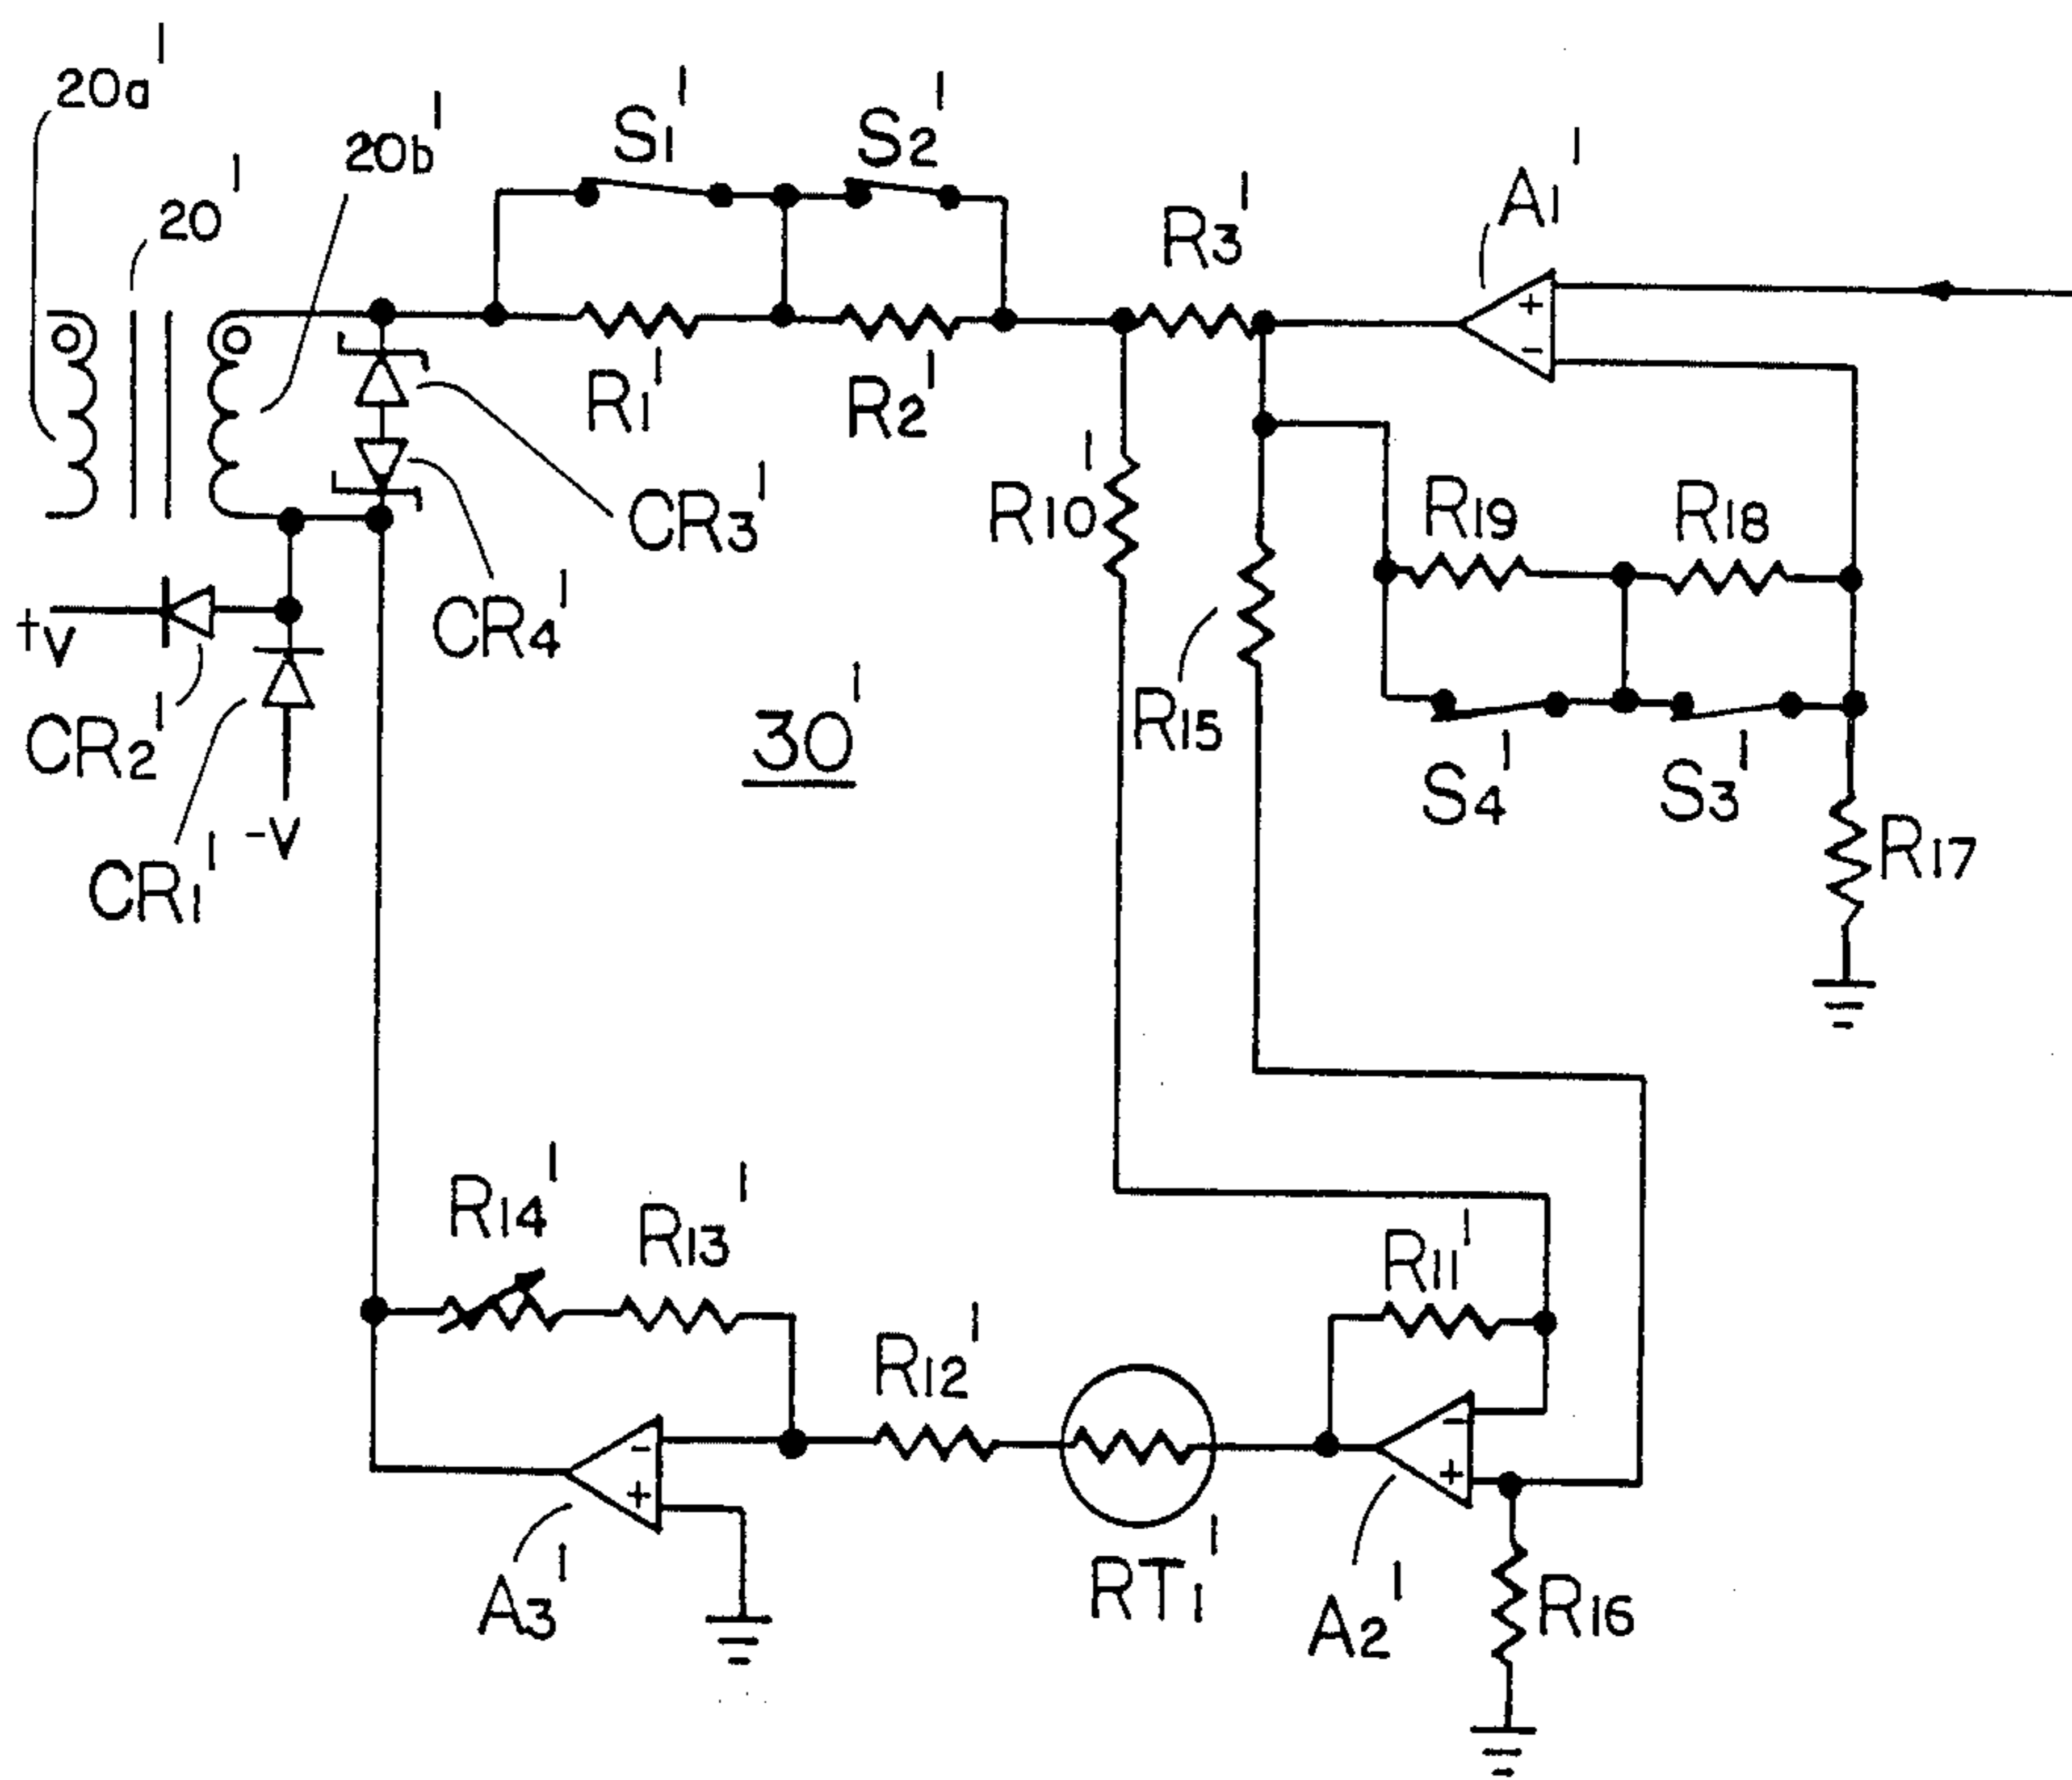 20a'
20b'
20'
S1'
S2'
R3'
A1'
+
−
R1'
R2'
CR3'
CR4'
R10'
R19
R18
+V
CR2'
-V
CR1'
30'
R15
S4'
S3'
R17
R14'
R13'
R12'
R11'
−
+
−
+
A3'
RT1'
A2'
R16